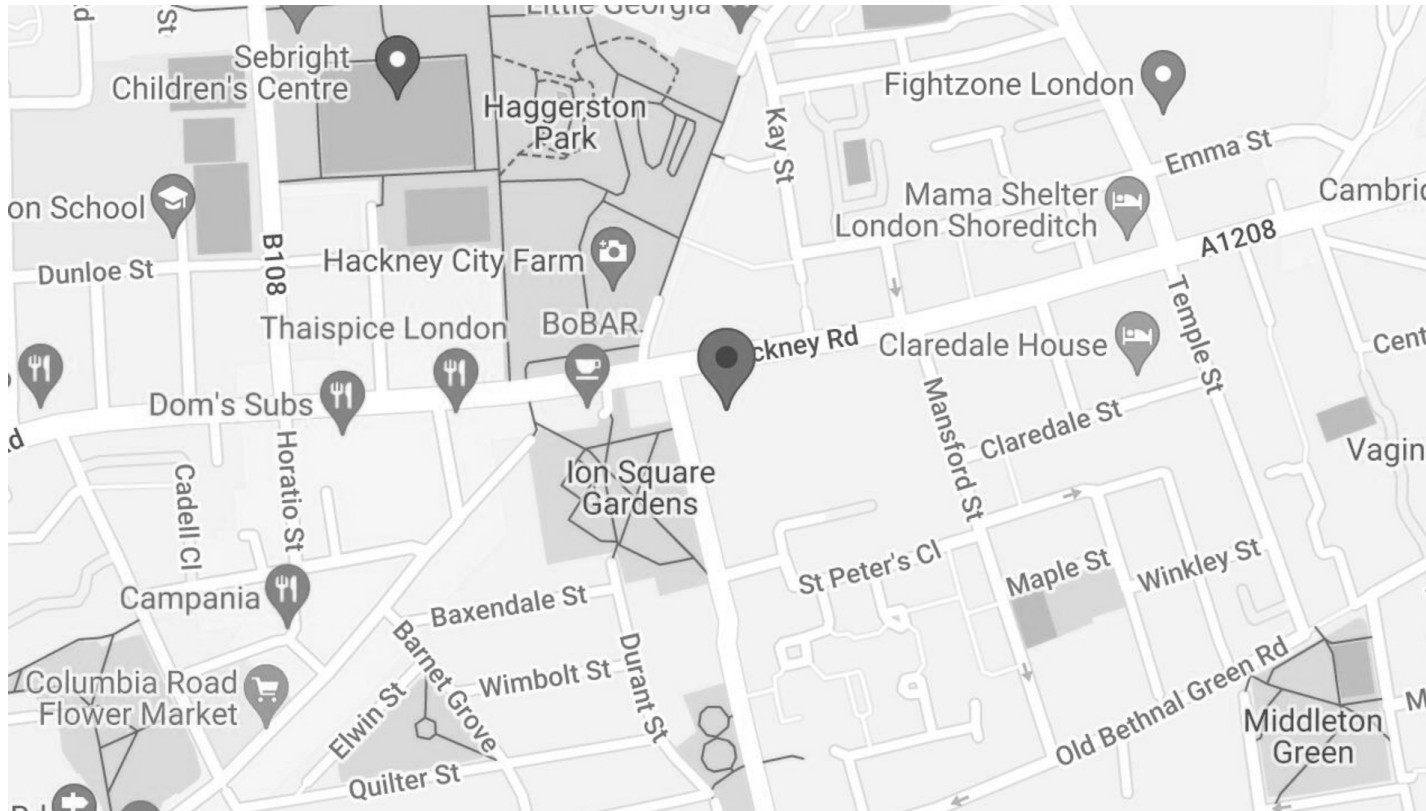 Little Georgia
St
Sebright
Children's Centre
Fightzone London
Haggerston
Park
Kay St
Emma St
on School
Mama Shelter
London Shoreditch
Cambric
A1208
B108
Dunloe St
Hackney City Farm
Temple St
Thaispice London
BoBAR
ckney Rd
Claredale House
Cent
Dom's Subs
Mansford St
Claredale St
Horatio St
Cadell Cl
Ion Square
Gardens
Vagin
St Peter's Cl
Maple St
Winkley St
Campania
Baxendale St
Barnet Grove
Durant St
Wimbolt St
Old Bethnal Green Rd
Columbia Road
Flower Market
Elwin St
Middleton
Green
Quilter St